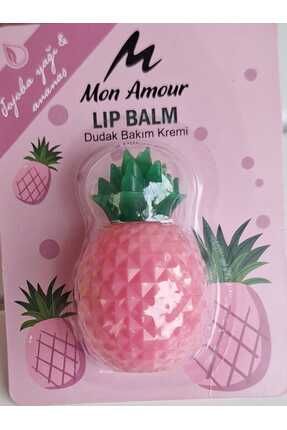 Jojoba yağı &
ananas
M
Mon Amour
LIP BALM
Dudak Bakım Kremi